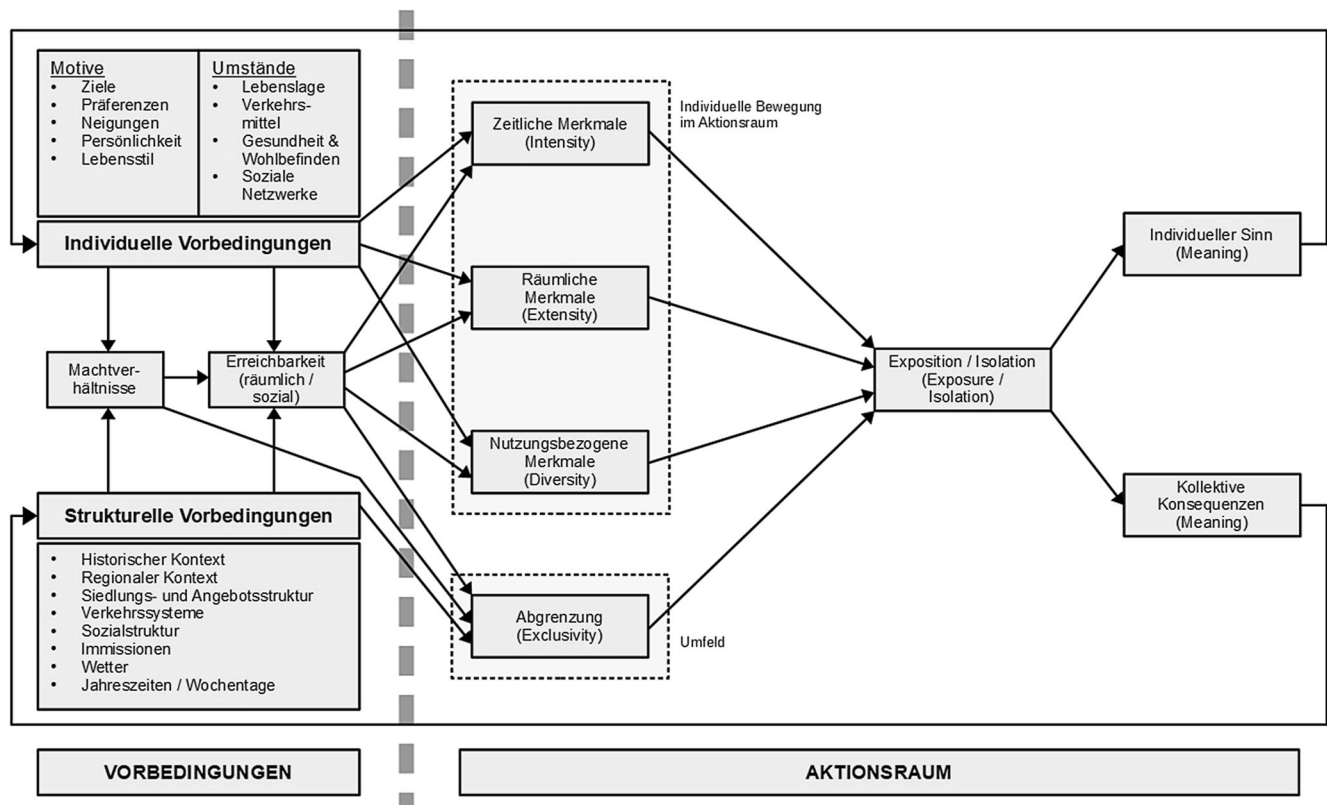 Motive
• Ziele
• Präferenzen
• Neigungen
• Persönlichkeit
• Lebensstil
Umstände
• Lebenslage
• Verkehrs-
mittel
• Gesundheit &
Wohlbefinden
• Soziale
Netzwerke
Individuelle Vorbedingungen
Machtver-
hältnisse
Erreichbarkeit
(räumlich /
sozial)
Strukturelle Vorbedingungen
• Historischer Kontext
• Regionaler Kontext
• Siedlungs- und Angebotsstruktur
• Verkehrssysteme
• Sozialstruktur
• Immissionen
• Wetter
• Jahreszeiten / Wochentage
Zeitliche Merkmale
(Intensity)
Individuelle Bewegung
im Aktionsraum
Räumliche
Merkmale
(Extensity)
Nutzungsbezogene
Merkmale
(Diversity)
Abgrenzung
(Exclusivity)
Umfeld
Exposition / Isolation
(Exposure /
Isolation)
Individueller Sinn
(Meaning)
Kollektive
Konsequenzen
(Meaning)
VORBEDINGUNGEN
AKTIONSRAUM